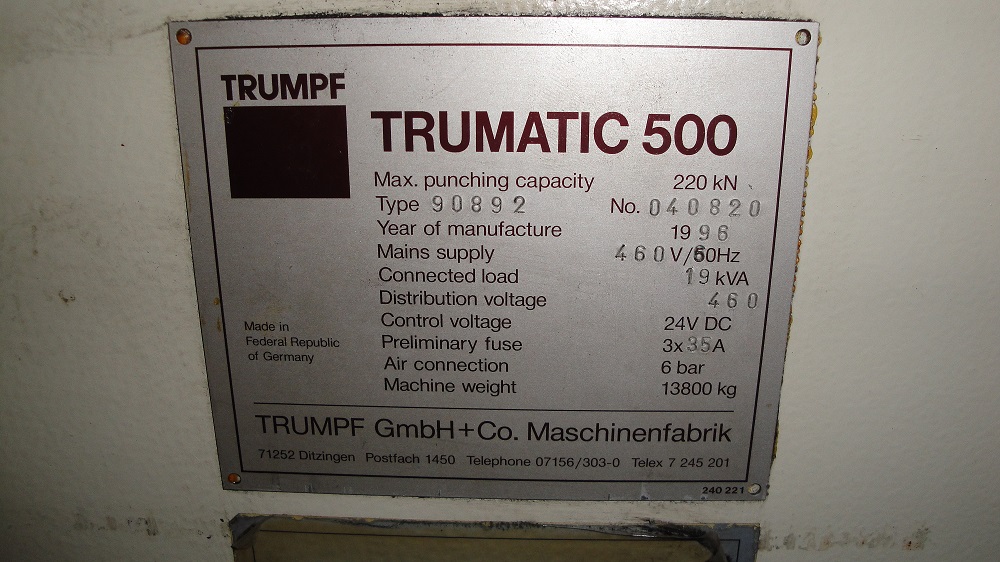 TRUMPF
TRUMATIC 500
Max. punching capacity 220 kN
Type 90892 No. 040820
Year of manufacture 1996
Mains supply 460V/60Hz
Connected load 19 kVA
Distribution voltage 460
Control voltage 24V DC
Preliminary fuse 3x35A
Air connection 6 bar
Machine weight 13800 kg
Made in
Federal Republic
of Germany
TRUMPF GmbH+Co. Maschinenfabrik
71252 Ditzingen Postfach 1450 Telephone 07156/303-0 Telex 7 245 201
240 221